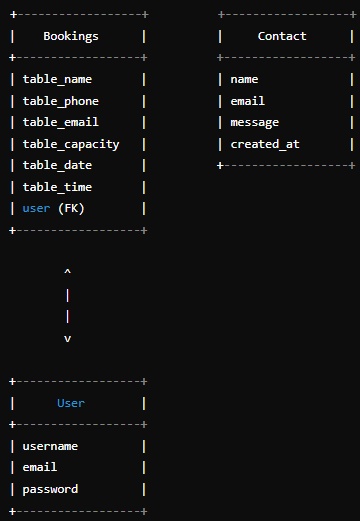 +-----------------+ +-----------------+
| Bookings | | Contact |
+-----------------+ +-----------------+
| table_name | | name |
| table_phone | | email |
| table_email | | message |
| table_capacity | | created_at |
| table_date | +-----------------+
| table_time |
| user (FK) |
+-----------------+
^
|
|
v
+-----------------+
| User |
+-----------------+
| username |
| email |
| password |
+-----------------+